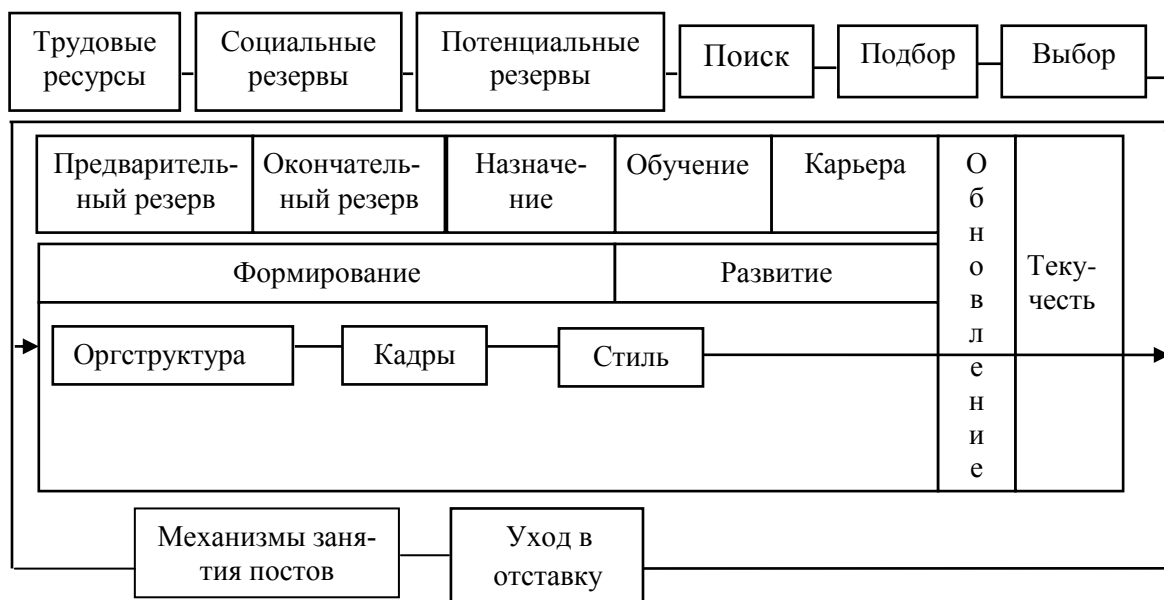 Трудовые
ресурсы
Социальные
резервы
Потенциальные
резервы
Поиск
Подбор
Выбор
Предваритель-
ный резерв
Окончатель-
ный резерв
Назначе-
ние
Обучение
Карьера
Обновление
Теку-
честь
Формирование
Развитие
Оргструктура
Кадры
Стиль
Механизмы заня-
тия постов
Уход в
отставку